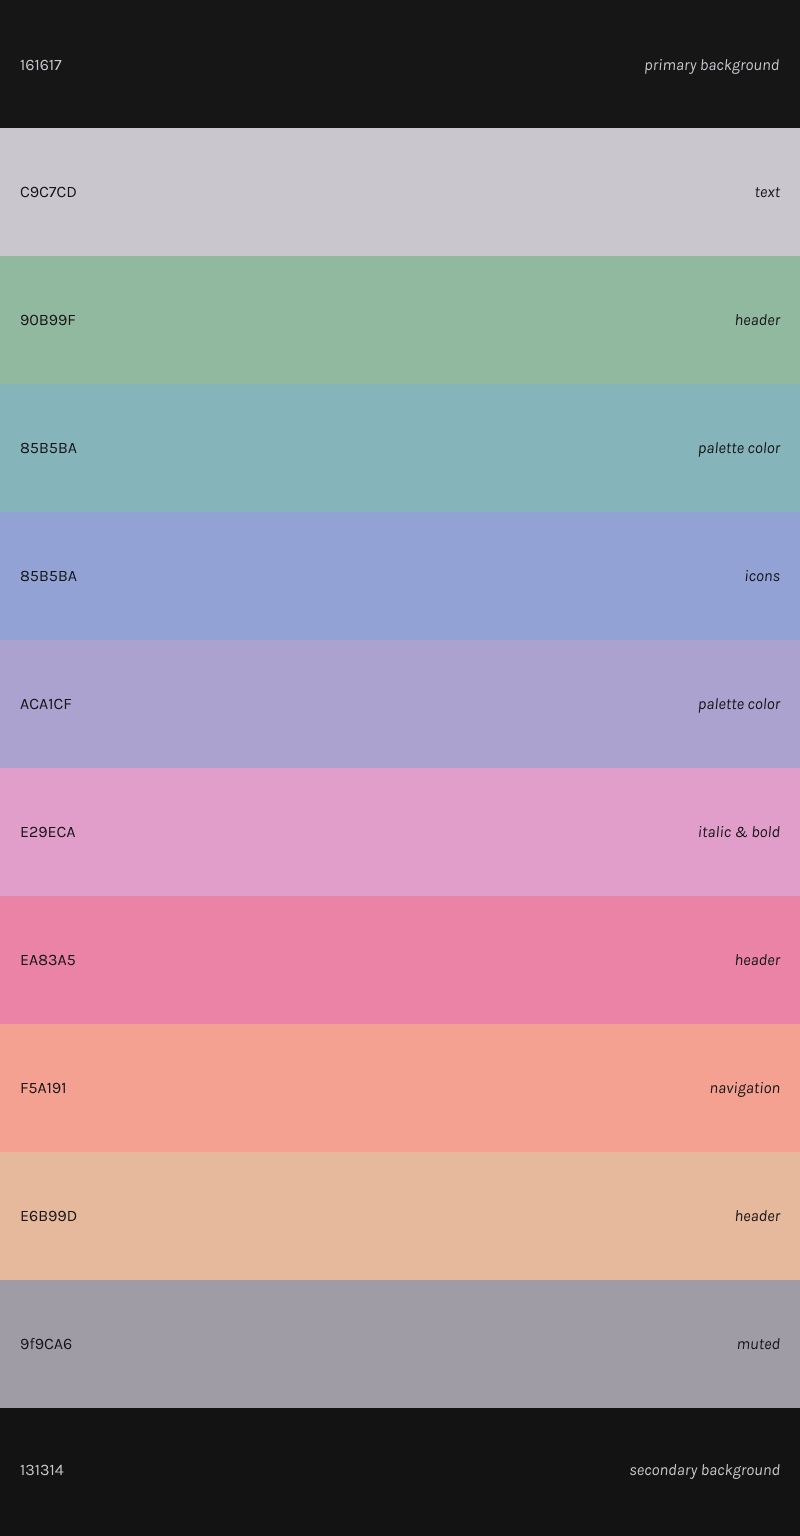 161617 primary background
C9C7CD text
90B99F header
85B5BA palette color
85B5BA icons
ACA1CF palette color
E29ECA italic & bold
EA83A5 header
F5A191 navigation
E6B99D header
9f9CA6 muted
131314 secondary background